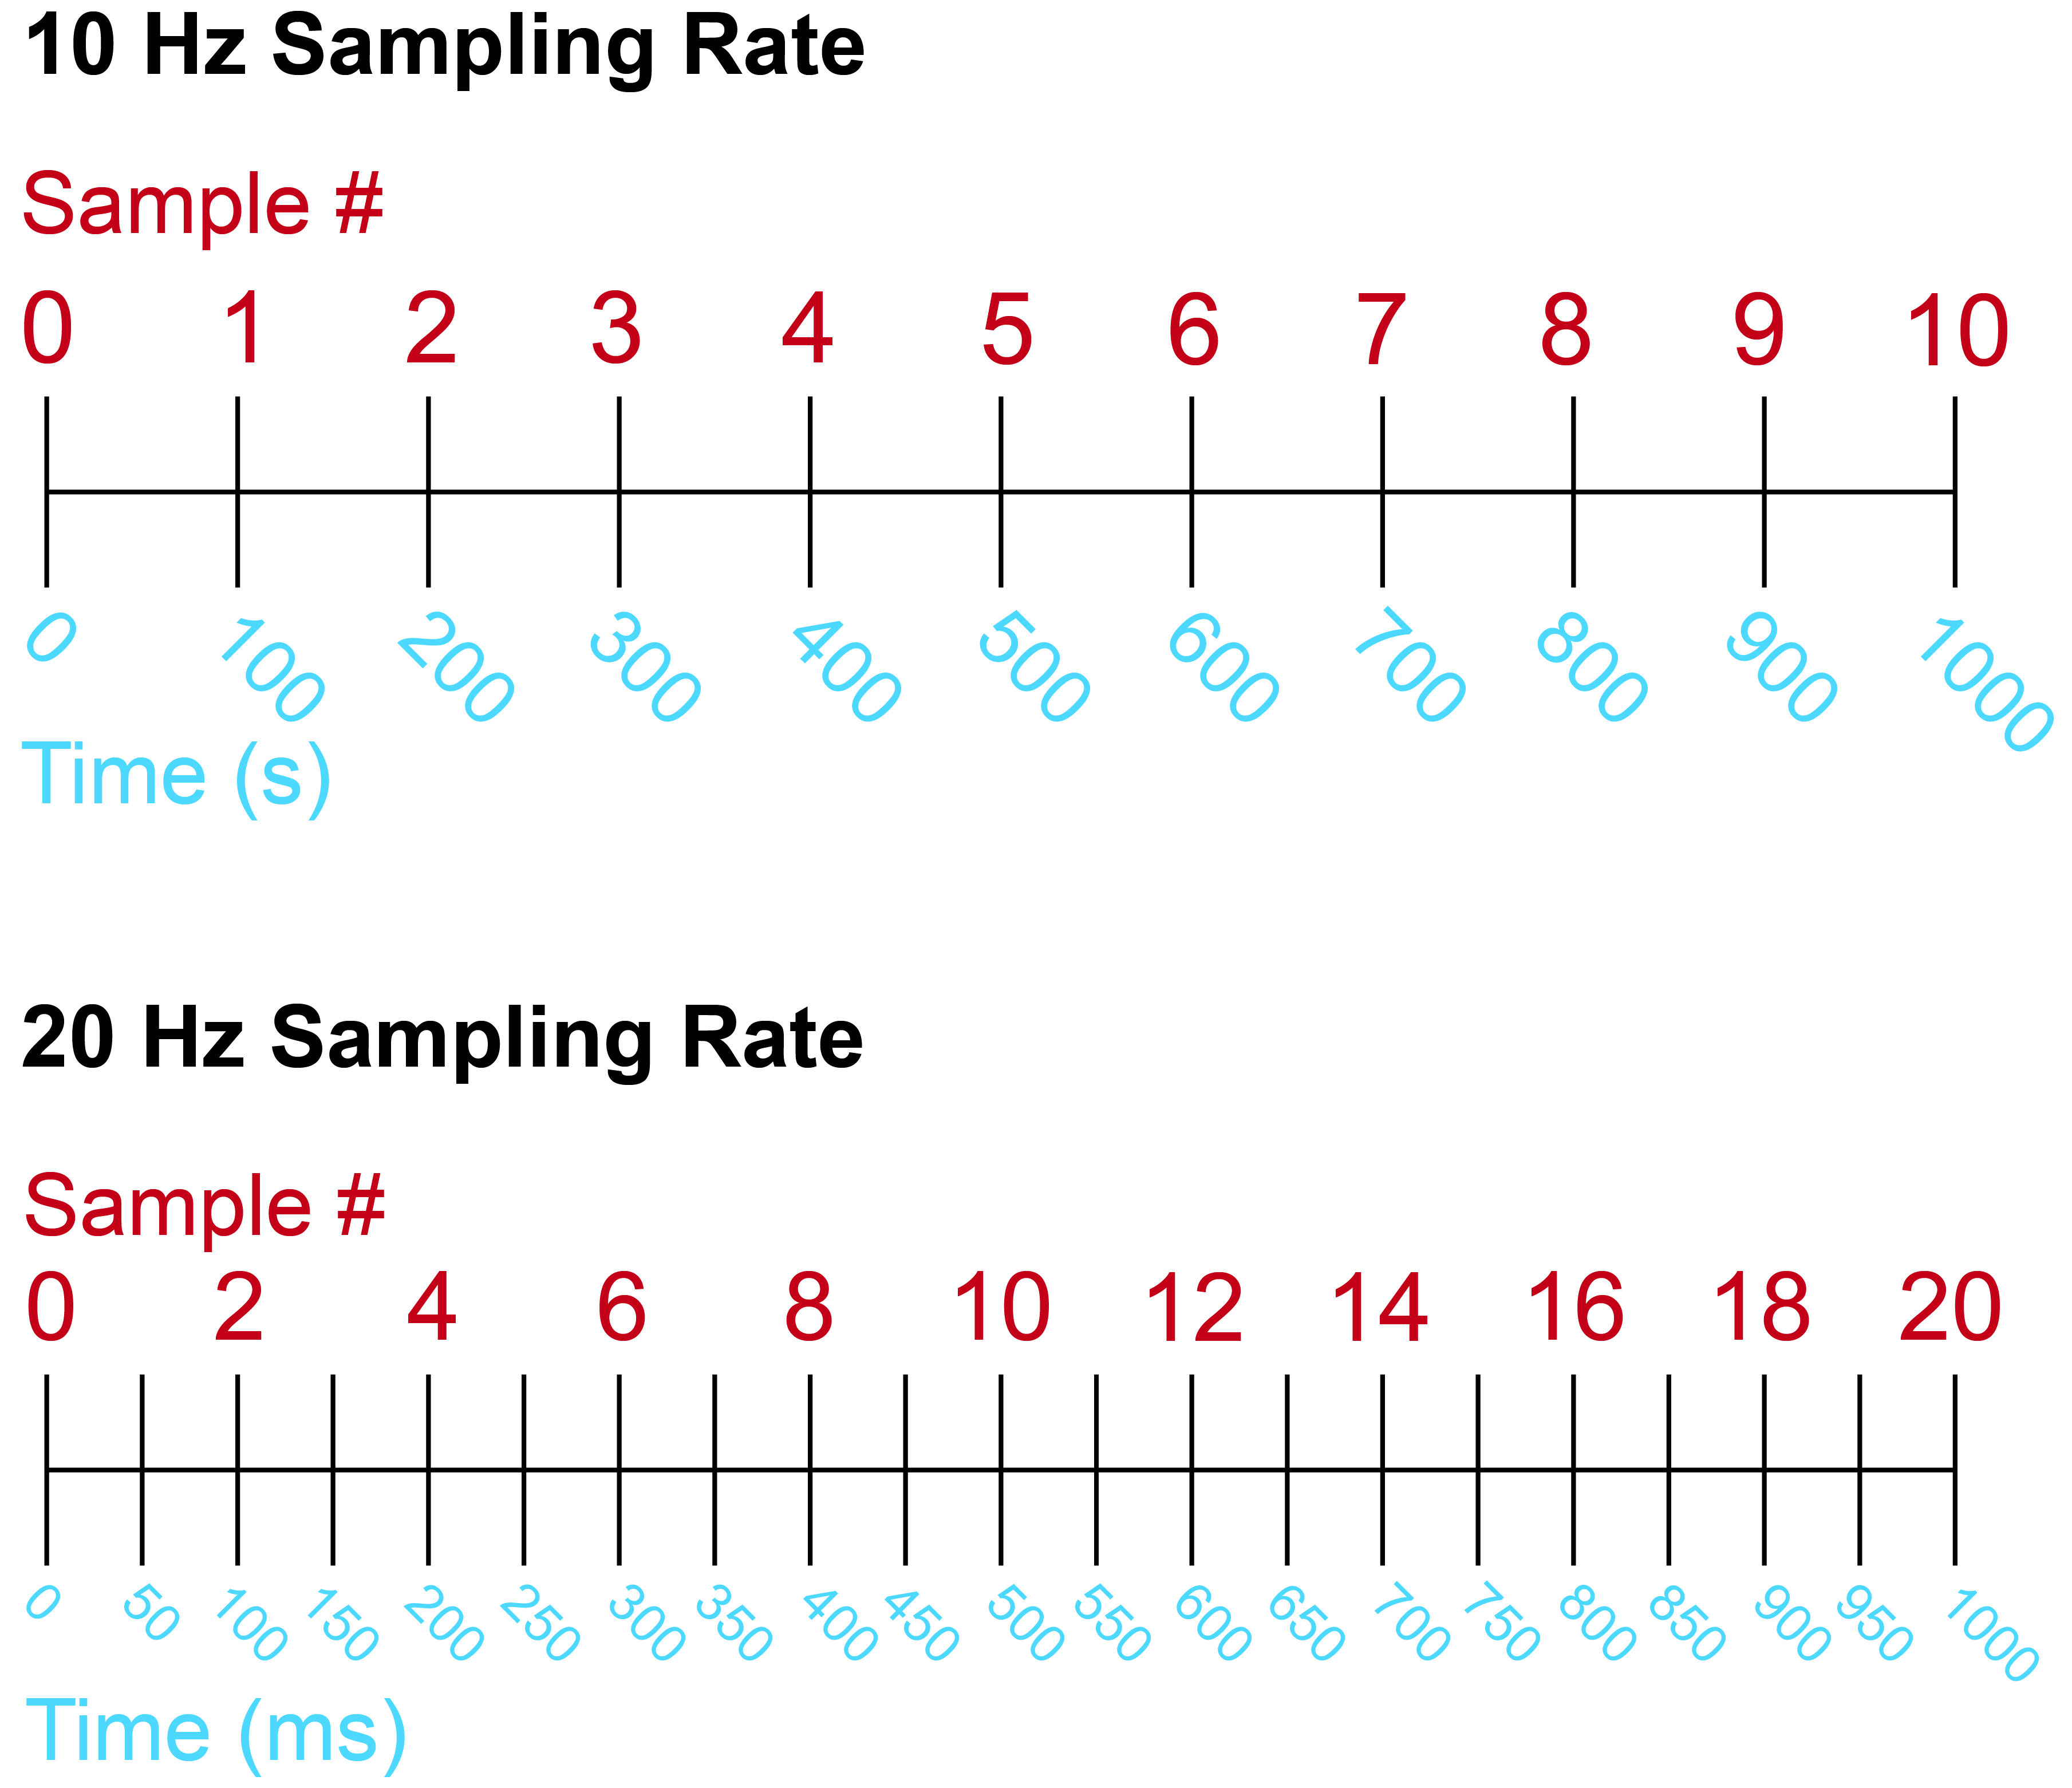 10 Hz Sampling Rate
Sample #
0 1 2 3 4 5 6 7 8 9 10
0 100 200 300 400 500 600 700 800 900 1000
Time (s)
20 Hz Sampling Rate
Sample #
0 2 4 6 8 10 12 14 16 18 20
0 50 100 150 200 250 300 350 400 450 500 550 600 650 700 750 800 850 900 950 1000
Time (ms)